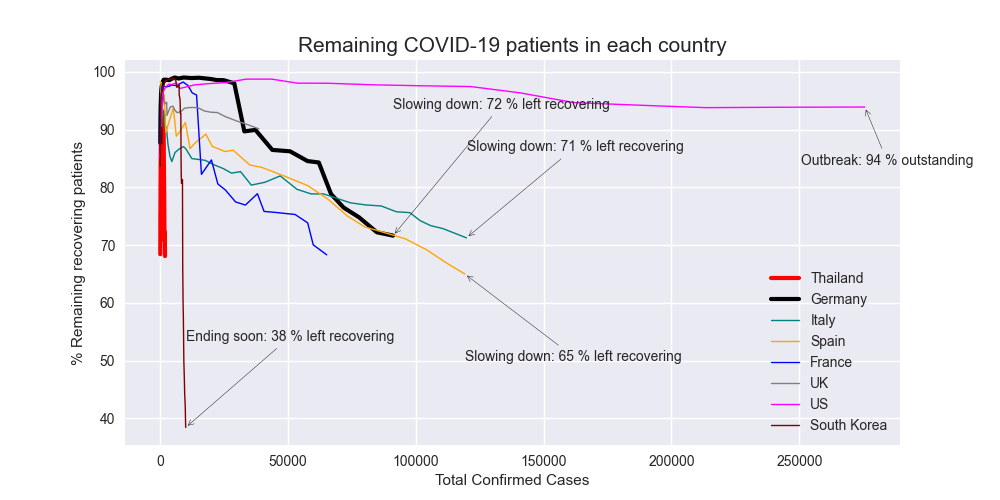 Remaining COVID-19 patients in each country
100
90
80
70
60
50
40
% Remaining recovering patients
Slowing down: 72 % left recovering
Slowing down: 71 % left recovering
Outbreak: 94 % outstanding
Ending soon: 38 % left recovering
Slowing down: 65 % left recovering
Thailand
Germany
Italy
Spain
France
UK
US
South Korea
0
50000
100000
150000
200000
250000
Total Confirmed Cases